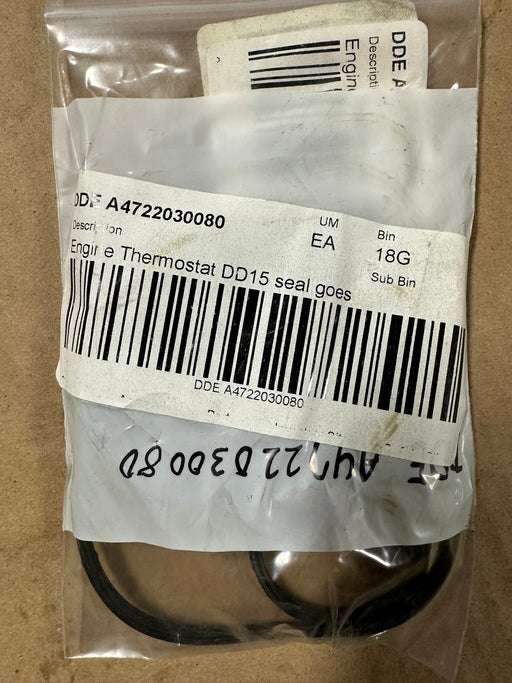 DDE A
Descripti
Engine
DDE A4722030080
UM
Bin
Description
EA
18G
Engine Thermostat DD15 seal goes
Sub Bin
DDE A4722030080
A4722030080